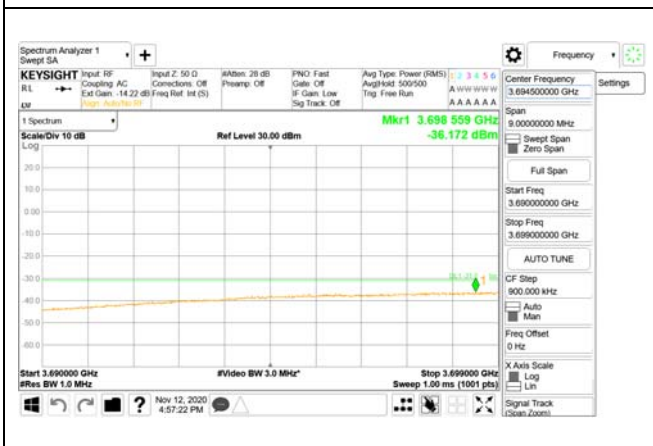 Spectrum Analyzer 1
Swept SA
+
Frequency
KEYSIGHT
RL
Input: RF
Coupling: AC
Ext Gain: -14.22 dB
Align: Auto/No RF
Input Z: 50 Ω
Corrections: Off
Freq Ref: Int (S)
#Atten: 28 dB
Preamp: Off
PNO: Fast
Gate: Off
IF Gain: Low
Sig Track: Off
Avg Type: Power (RMS)
Avg|Hold: 500/500
Trig: Free Run
1 2 3 4 5 6
A W W W W W
A A A A A A
1 Spectrum
Scale/Div 10 dB
Log
Ref Level 30.00 dBm
Mkr1 3.698 559 GHz
-36.172 dBm
20.0
10.0
0.00
-10.0
-20.0
-30.0
-40.0
-50.0
-60.0
1
Start 3.690000 GHz
#Res BW 1.0 MHz
#Video BW 3.0 MHz*
Stop 3.699000 GHz
Sweep 1.00 ms (1001 pts)
Nov 12, 2020
4:57:22 PM
?
Center Frequency
3.694500000 GHz
Settings
Span
9.00000000 MHz
Swept Span
Zero Span
Full Span
Start Freq
3.690000000 GHz
Stop Freq
3.699000000 GHz
AUTO TUNE
CF Step
900.000 kHz
Auto
Man
Freq Offset
0 Hz
X Axis Scale
Log
Lin
Signal Track
(Span Zoom)